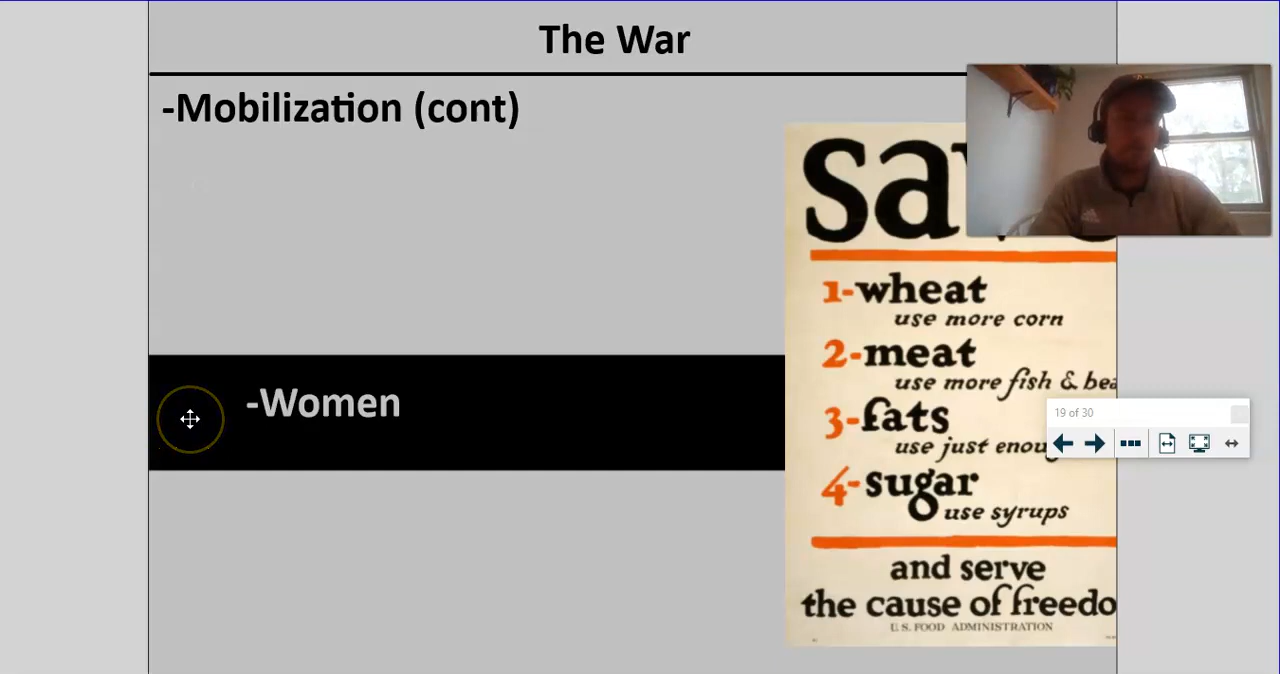 The War
-Mobilization (cont)
sa
1-wheat
use more corn
2-meat
use more fish & bea
-Women
3-fats
use just enou
19 of 30
4-sugar
use syrups
and serve
the cause of freedo
U.S. FOOD ADMINISTRATION